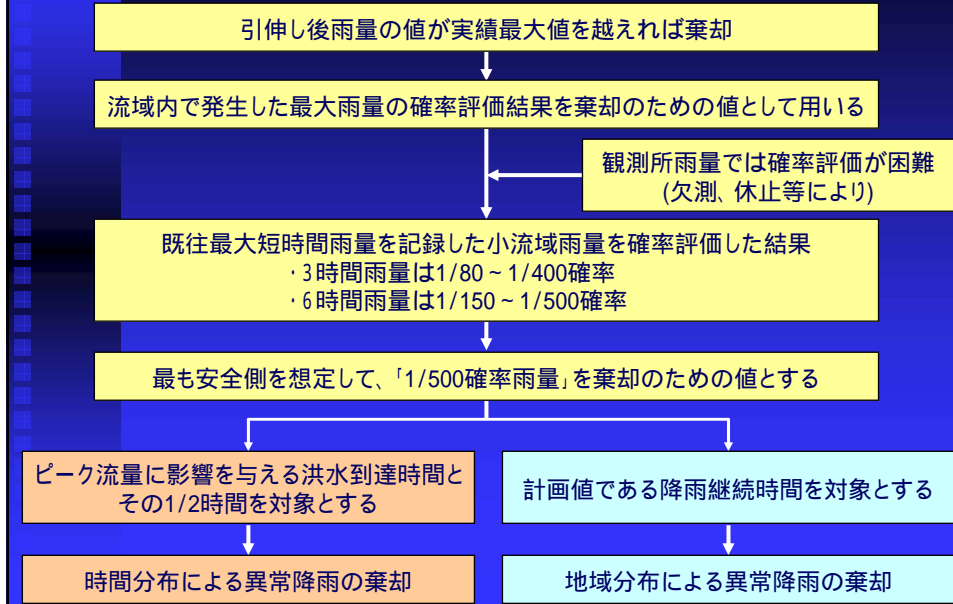 引伸し後雨量の値が実績最大値を越えれば棄却
流域内で発生した最大雨量の確率評価結果を棄却のための値として用いる
観測所雨量では確率評価が困難
(欠測、休止等により)
既往最大短時間雨量を記録した小流域雨量を確率評価した結果
・3時間雨量は1/80～1/400確率
・6時間雨量は1/150～1/500確率
最も安全側を想定して、「1/500確率雨量」を棄却のための値とする
ピーク流量に影響を与える洪水到達時間と
その1/2時間を対象とする
計画値である降雨継続時間を対象とする
時間分布による異常降雨の棄却
地域分布による異常降雨の棄却